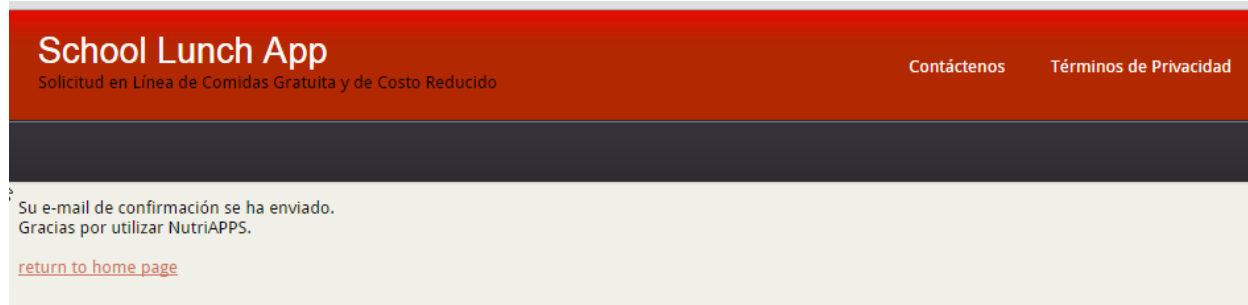 School Lunch App
Solicitud en Línea de Comidas Gratuita y de Costo Reducido
Contáctenos
Términos de Privacidad
Su e-mail de confirmación se ha enviado.
Gracias por utilizar NutriAPPS.
return to home page